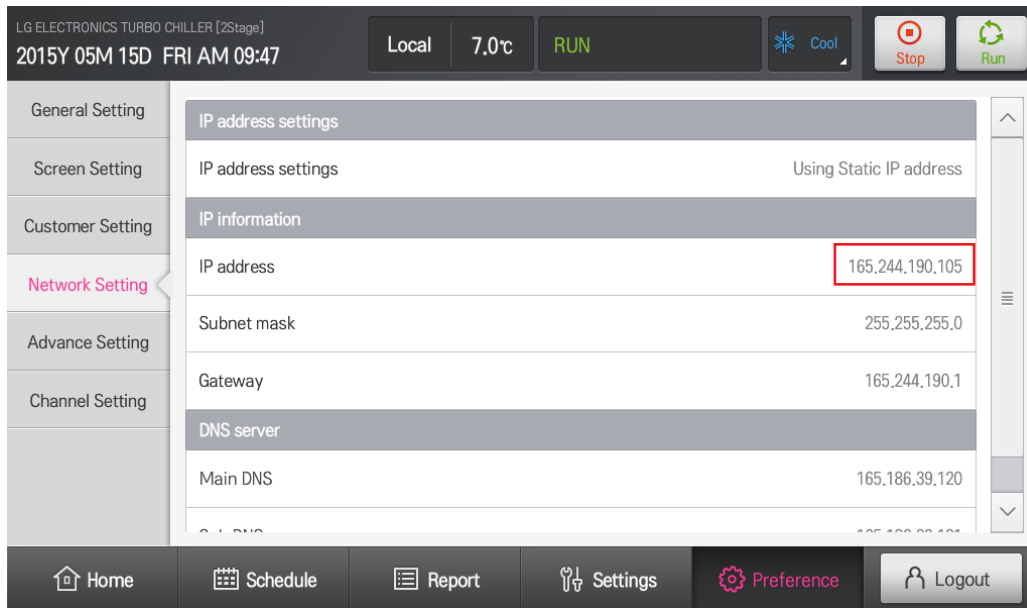 LG ELECTRONICS TURBO CHILLER [2Stage]
2015Y 05M 15D FRI AM 09:47
Local
7.0℃
RUN
Cool
Stop
Run
General Setting
Screen Setting
Customer Setting
Network Setting
Advance Setting
Channel Setting
IP address settings
IP address settings Using Static IP address
IP information
IP address 165.244.190.105
Subnet mask 255.255.255.0
Gateway 165.244.190.1
DNS server
Main DNS 165.186.39.120
Home
Schedule
Report
Settings
Preference
Logout